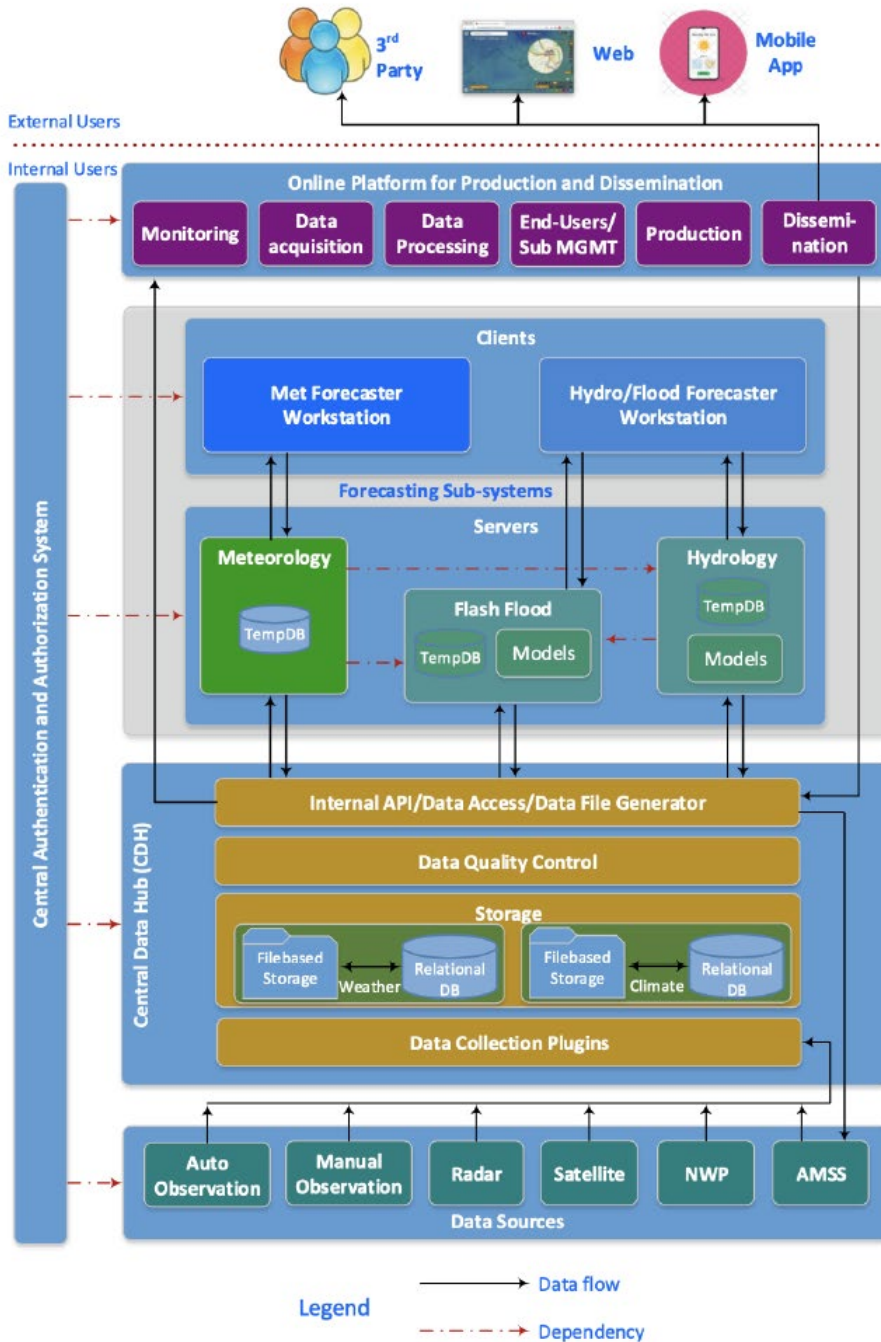 3rd
Party
Web
Mobile
App
External Users
Internal Users
Central Authentication and Authorization System
Online Platform for Production and Dissemination
Monitoring
Data
acquisition
Data
Processing
End-Users/
Sub MGMT
Production
Dissemi-
nation
Clients
Met Forecaster
Workstation
Hydro/Flood Forecaster
Workstation
Forecasting Sub-systems
Servers
Meteorology
TempDB
Flash Flood
TempDB
Models
Hydrology
TempDB
Models
Central Data Hub (CDH)
Internal API/Data Access/Data File Generator
Data Quality Control
Storage
Filebased
Storage
Weather
Relational
DB
Filebased
Storage
Climate
Relational
DB
Data Collection Plugins
Auto
Observation
Manual
Observation
Radar
Satellite
NWP
AMSS
Data Sources
Legend
Data flow
Dependency